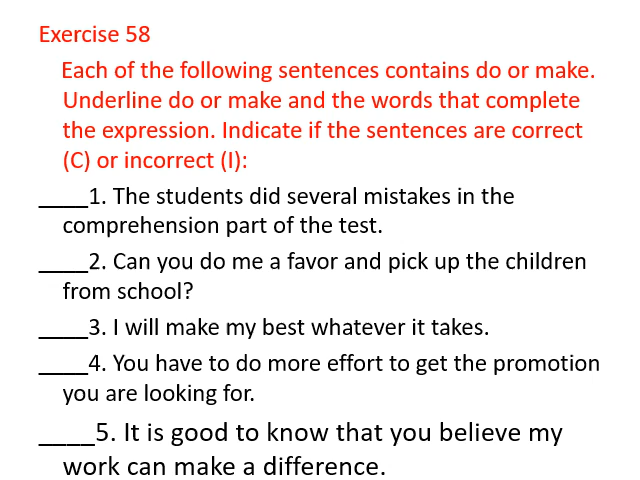 Exercise 58
Each of the following sentences contains do or make.
Underline do or make and the words that complete
the expression. Indicate if the sentences are correct
(C) or incorrect (I):
____1. The students did several mistakes in the
comprehension part of the test.
____2. Can you do me a favor and pick up the children
from school?
____3. I will make my best whatever it takes.
____4. You have to do more effort to get the promotion
you are looking for.
____5. It is good to know that you believe my
work can make a difference.